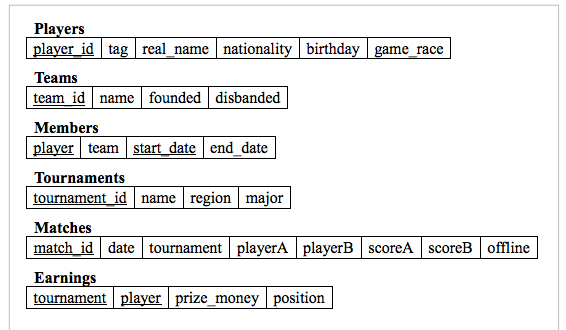 Players
player_id tag real_name nationality birthday game_race
Teams
team_id name founded disbanded
Members
player team start_date end_date
Tournaments
tournament_id name region major
Matches
match_id date tournament playerA playerB scoreA scoreB offline
Earnings
tournament player prize_money position